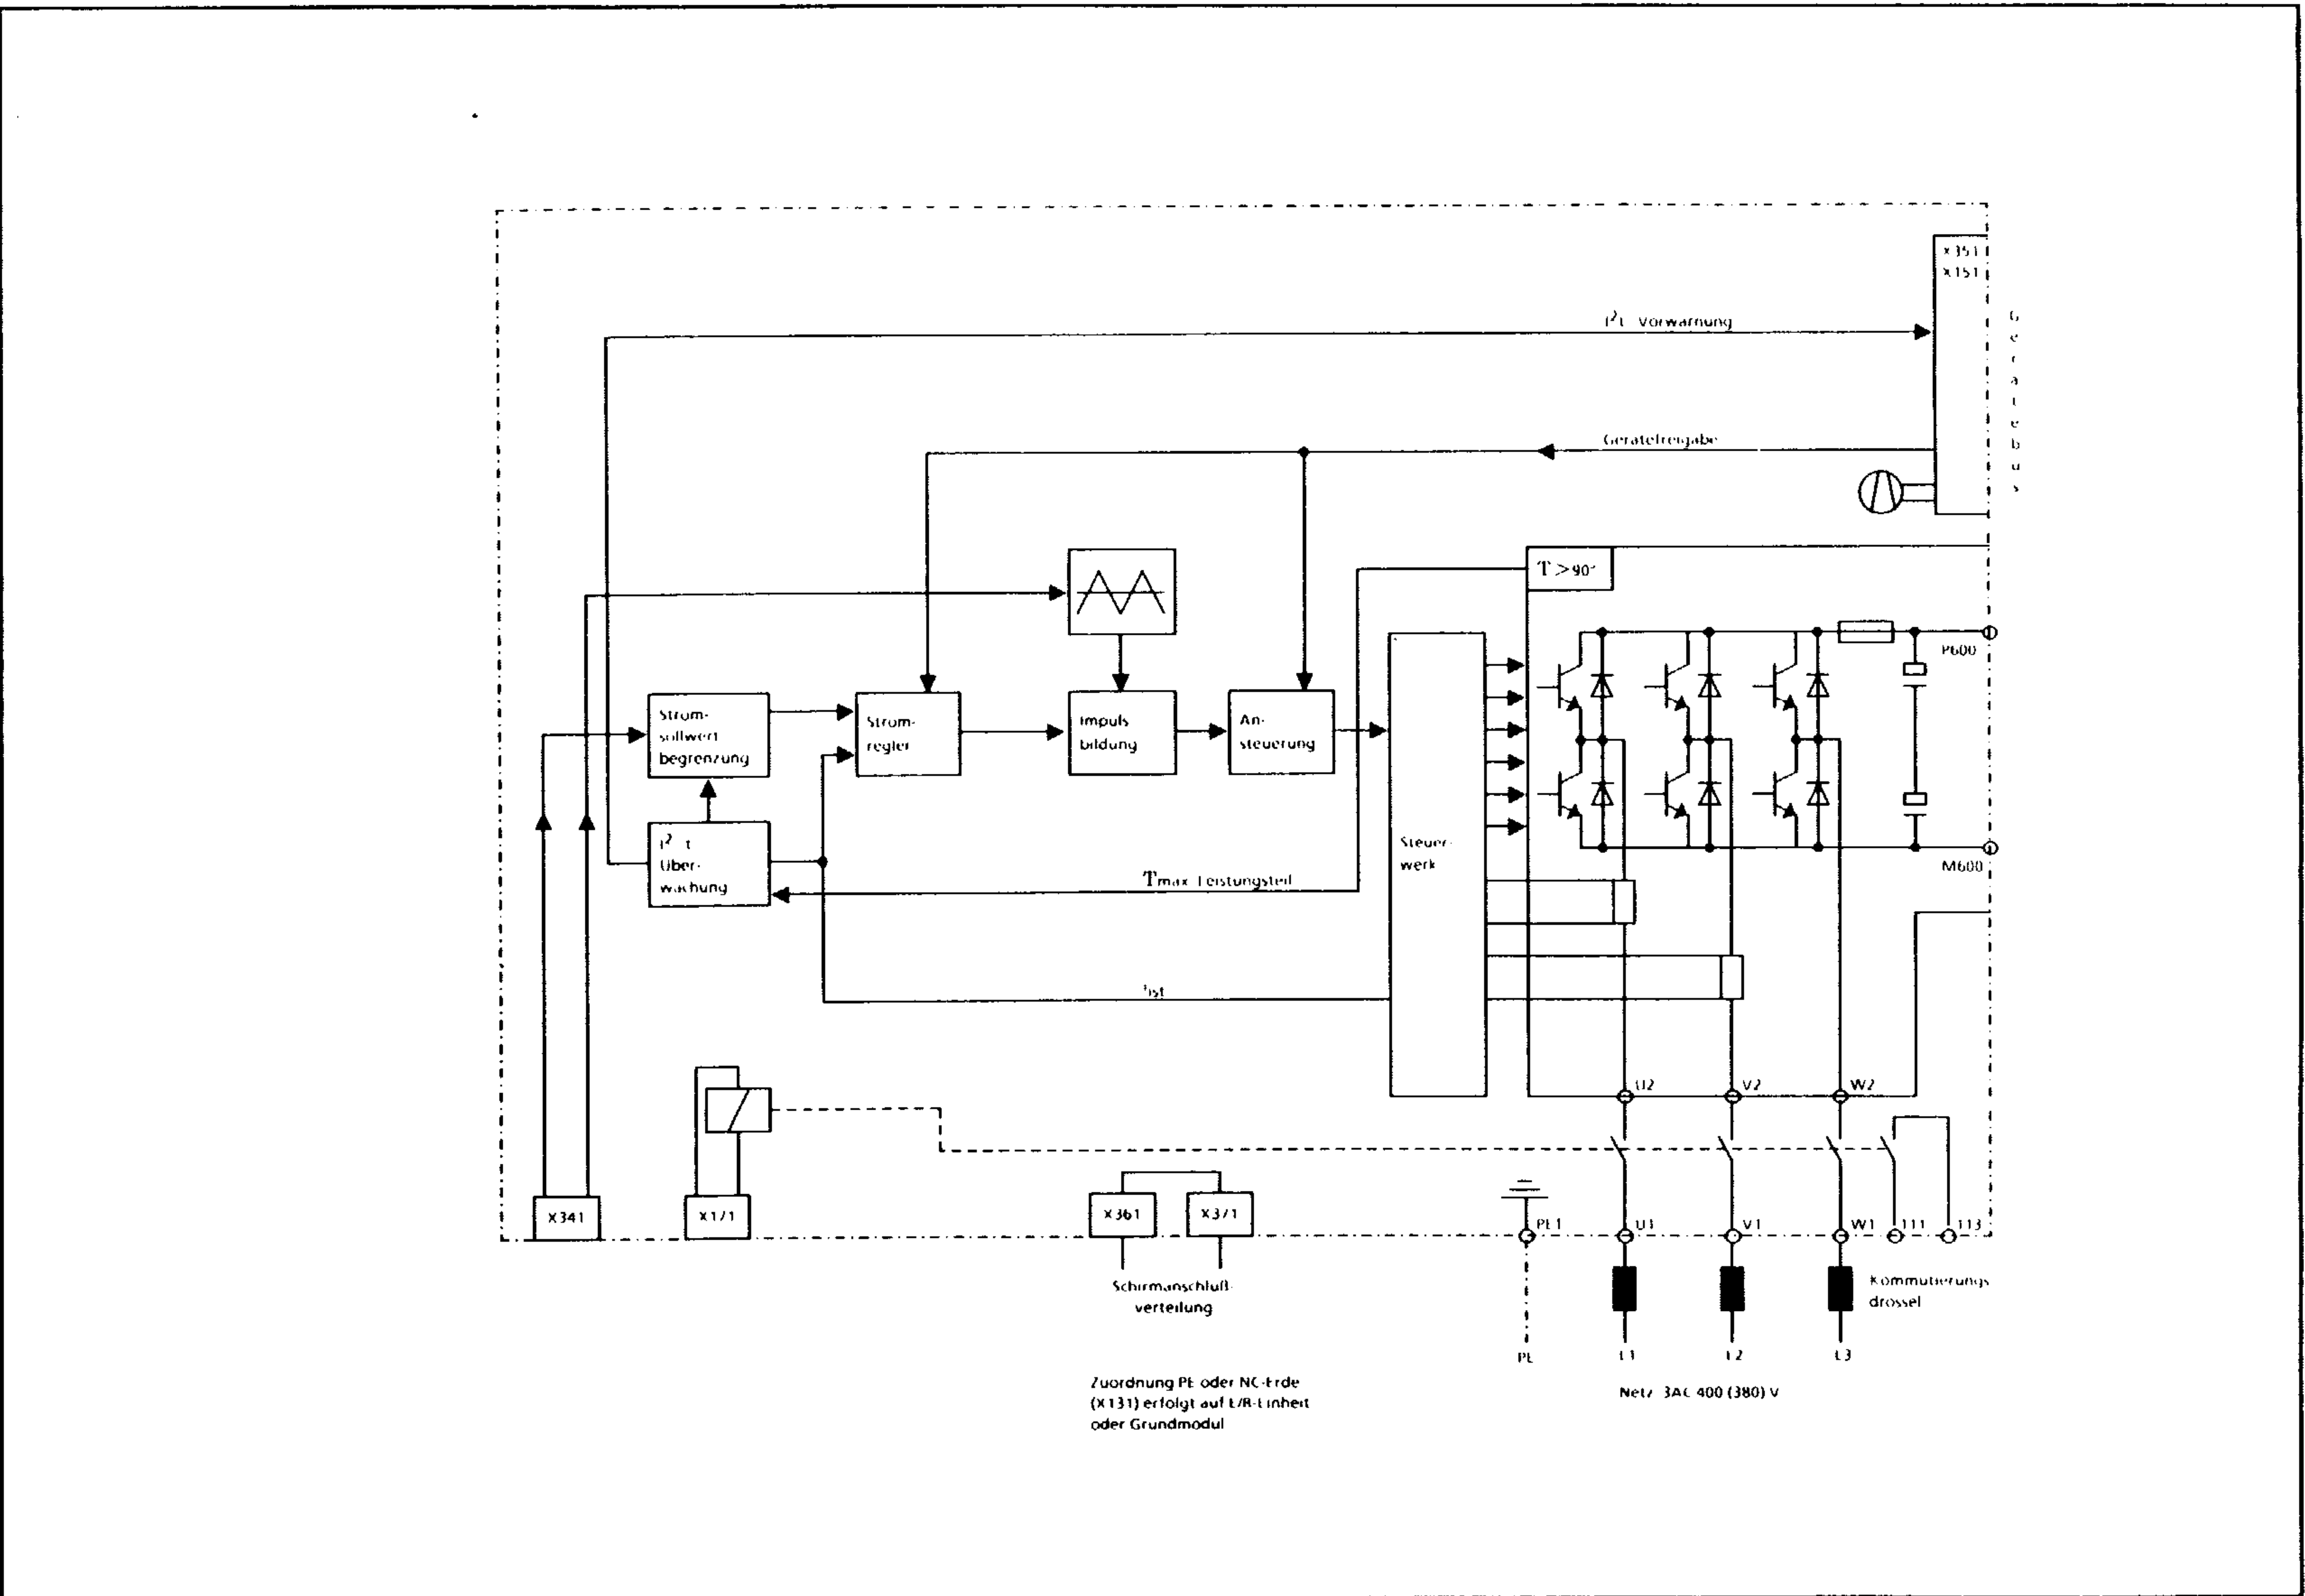 X351
X151
I²t Vorwarnung
Gerätebus
Gerätefreigabe
T >90°
P600
Strom-
sollwert
begrenzung
Strom-
regler
Impuls
bildung
An-
steuerung
I² t
Über-
wachung
Steuer-
werk
M600
Tmax Leistungsteil
Iist
U2
V2
W2
X341
X171
X361
X371
PE1
U1
V1
W1
111
113
Schirmanschluß-
verteilung
Kommutierungs
drossel
PE
L1
L2
L3
Zuordnung PE oder NC-Erde
(X131) erfolgt auf E/R-Einheit
oder Grundmodul
Netz 3AC 400 (380) V